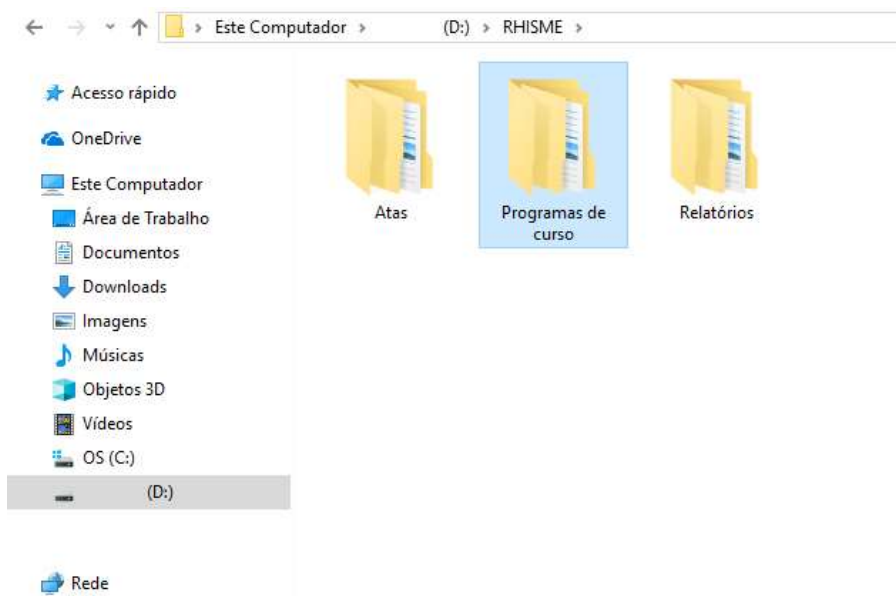 Este Computador > (D:) > RHISME >
Acesso rápido
OneDrive
Este Computador
Área de Trabalho
Documentos
Downloads
Imagens
Músicas
Objetos 3D
Vídeos
OS (C:)
(D:)
Rede
Atas
Programas de
curso
Relatórios